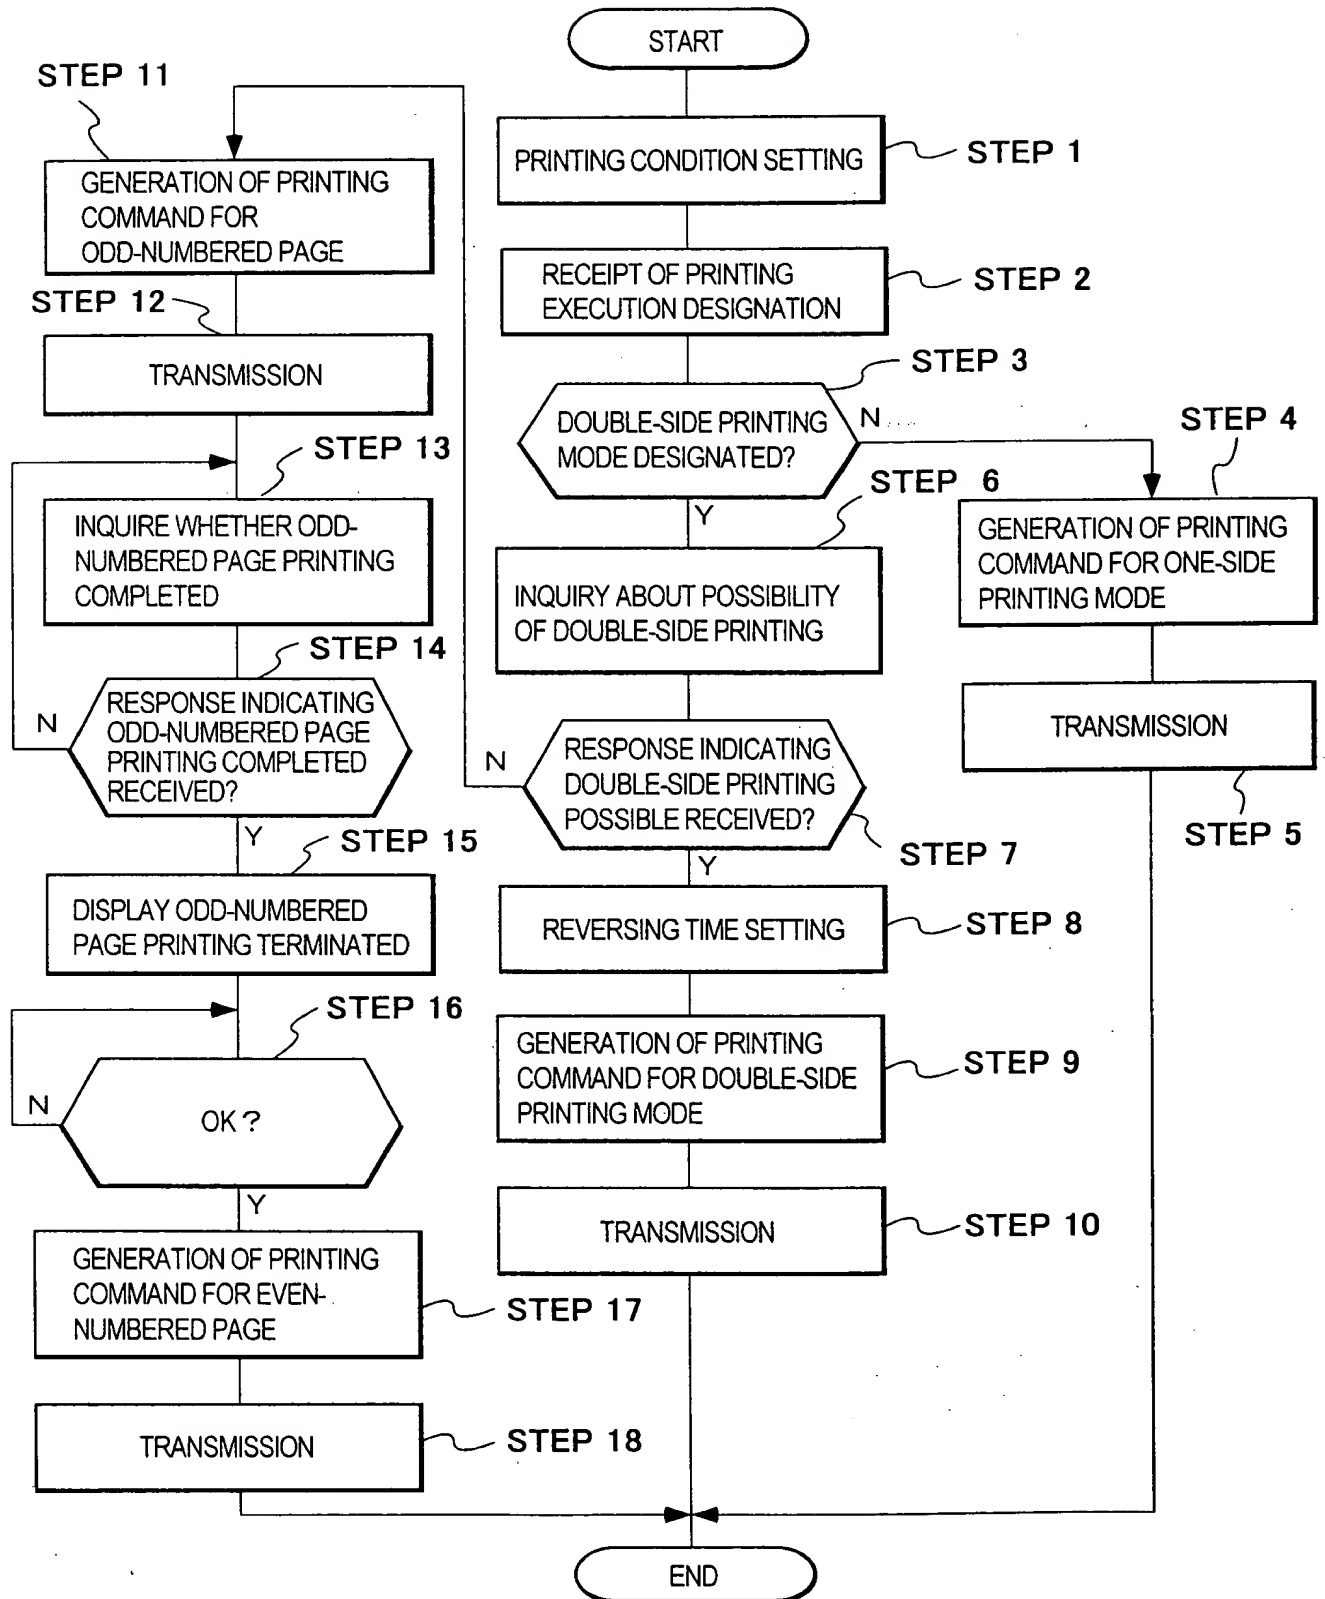 START
STEP 1
PRINTING CONDITION SETTING
STEP 2
RECEIPT OF PRINTING
EXECUTION DESIGNATION
STEP 3
DOUBLE-SIDE PRINTING
MODE DESIGNATED?
N
Y
STEP 4
GENERATION OF PRINTING
COMMAND FOR ONE-SIDE
PRINTING MODE
TRANSMISSION
STEP 5
STEP 6
INQUIRY ABOUT POSSIBILITY
OF DOUBLE-SIDE PRINTING
RESPONSE INDICATING
DOUBLE-SIDE PRINTING
POSSIBLE RECEIVED?
N
Y
STEP 7
REVERSING TIME SETTING
STEP 8
GENERATION OF PRINTING
COMMAND FOR DOUBLE-SIDE
PRINTING MODE
STEP 9
TRANSMISSION
STEP 10
STEP 11
GENERATION OF PRINTING
COMMAND FOR
ODD-NUMBERED PAGE
STEP 12
TRANSMISSION
STEP 13
INQUIRE WHETHER ODD-
NUMBERED PAGE PRINTING
COMPLETED
STEP 14
RESPONSE INDICATING
ODD-NUMBERED PAGE
PRINTING COMPLETED
RECEIVED?
N
Y
STEP 15
DISPLAY ODD-NUMBERED
PAGE PRINTING TERMINATED
STEP 16
OK?
N
Y
GENERATION OF PRINTING
COMMAND FOR EVEN-
NUMBERED PAGE
STEP 17
TRANSMISSION
STEP 18
END